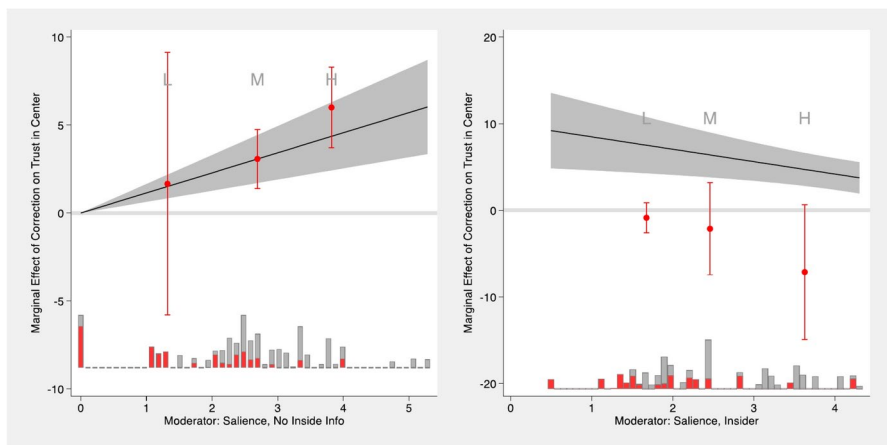 Marginal Effect of Correction on Trust in Center
10
5
0
-5
-10
L M H
0 1 2 3 4 5
Moderator: Salience, No Inside Info
Marginal Effect of Correction on Trust in Center
20
10
0
-10
-20
L M H
0 1 2 3 4
Moderator: Salience, Insider